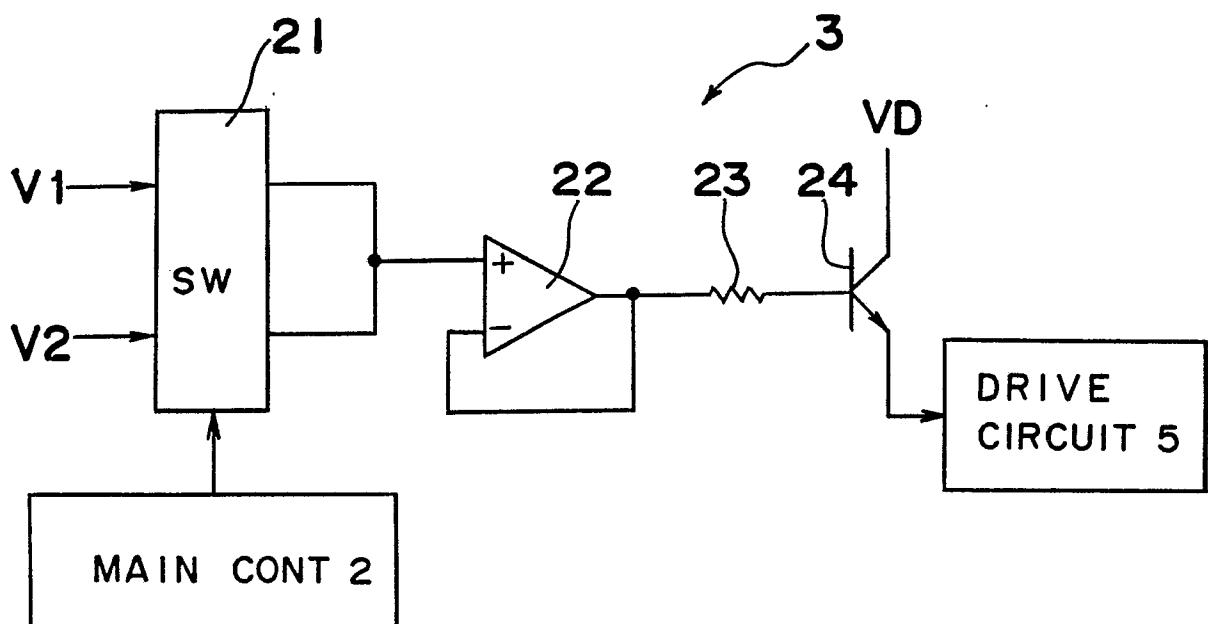 21
3
VD
V1
22
23
24
+
SW
V2
−
DRIVE
CIRCUIT 5
MAIN CONT 2